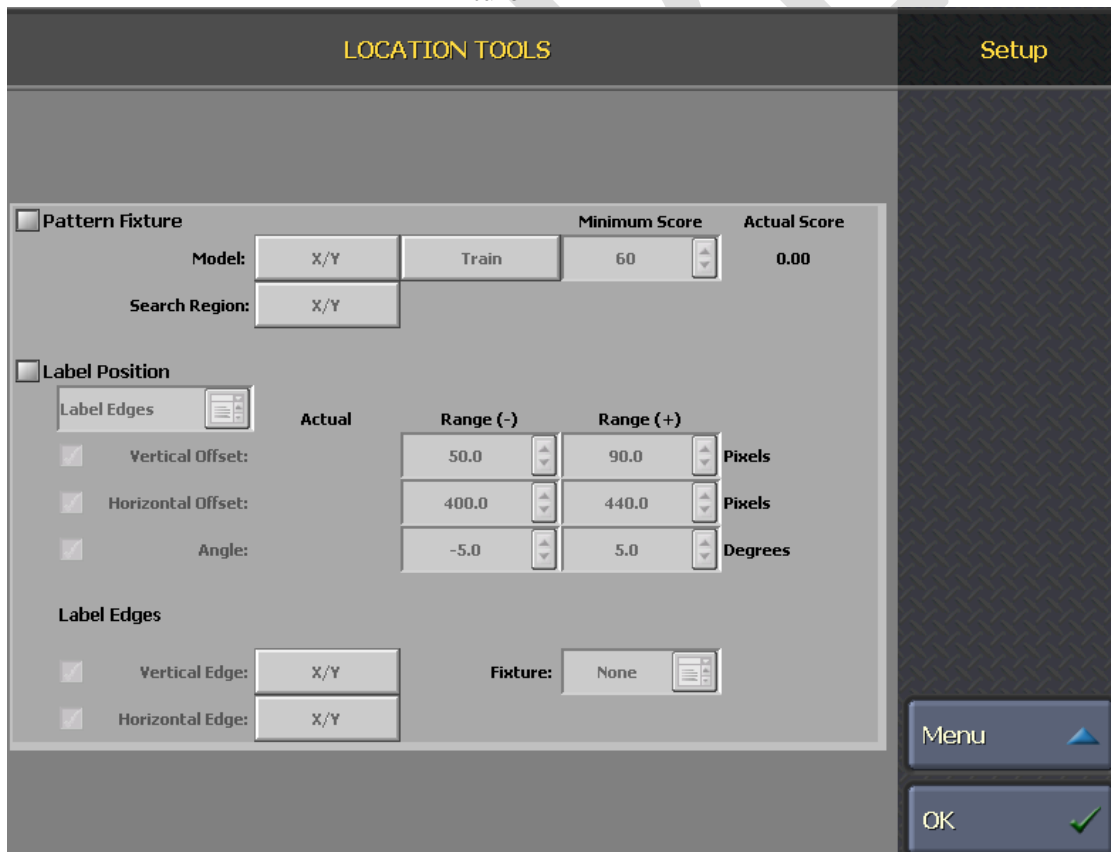 LOCATION TOOLS
Setup
Pattern Fixture
Minimum Score
Actual Score
Model:
X/Y
Train
60
0.00
Search Region:
X/Y
Label Position
Label Edges
Actual
Range (-)
Range (+)
Vertical Offset:
50.0
90.0
Pixels
Horizontal Offset:
400.0
440.0
Pixels
Angle:
-5.0
5.0
Degrees
Label Edges
Vertical Edge:
X/Y
Fixture:
None
Horizontal Edge:
X/Y
Menu
OK